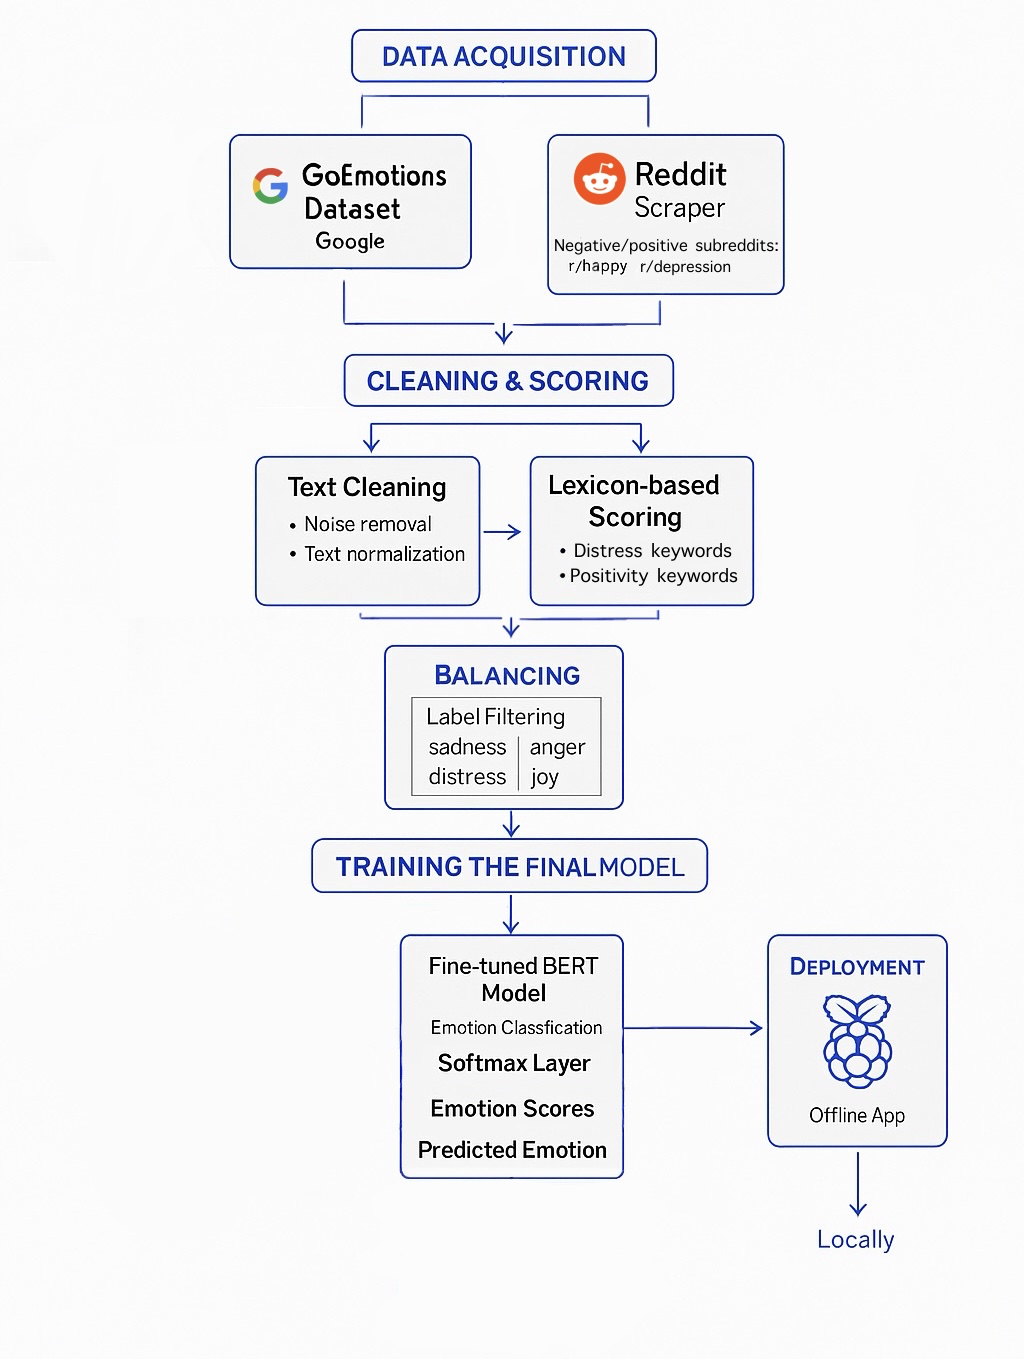 DATA ACQUISITION
GoEmotions
Dataset
Google
Reddit
Scraper
Negative/positive subreddits:
r/happy r/depression
CLEANING & SCORING
Text Cleaning
• Noise removal
• Text normalization
Lexicon-based
Scoring
• Distress keywords
• Positivity keywords
BALANCING
Label Filtering
sadness anger
distress joy
TRAINING THE FINAL MODEL
Fine-tuned BERT
Model
Emotion Classfication
Softmax Layer
Emotion Scores
Predicted Emotion
DEPLOYMENT
Offline App
Locally